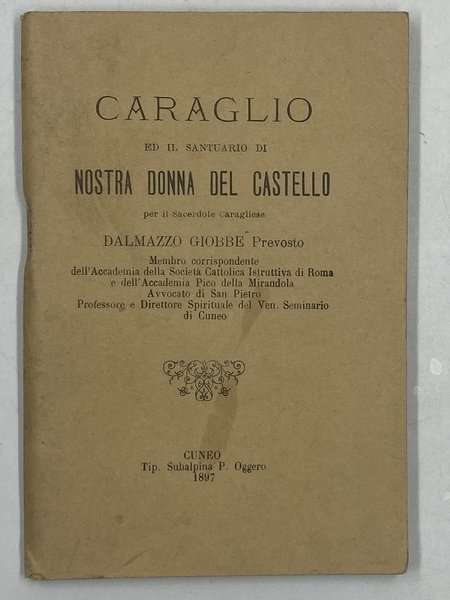 CARAGLIO
ED IL SANTUARIO DI
NOSTRA DONNA DEL CASTELLO
per il Sacerdote Caragliese
DALMAZZO GIOBBE Prevosto
Membro corrispondente
dell'Accademia della Società Cattolica Istruttiva di Roma
e dell'Accademia Pico della Mirandola
Avvocato di San Pietro
Professore e Direttore Spirituale del Ven. Seminario
di Cuneo
CUNEO
Tip. Subalpina P. Oggero
1897